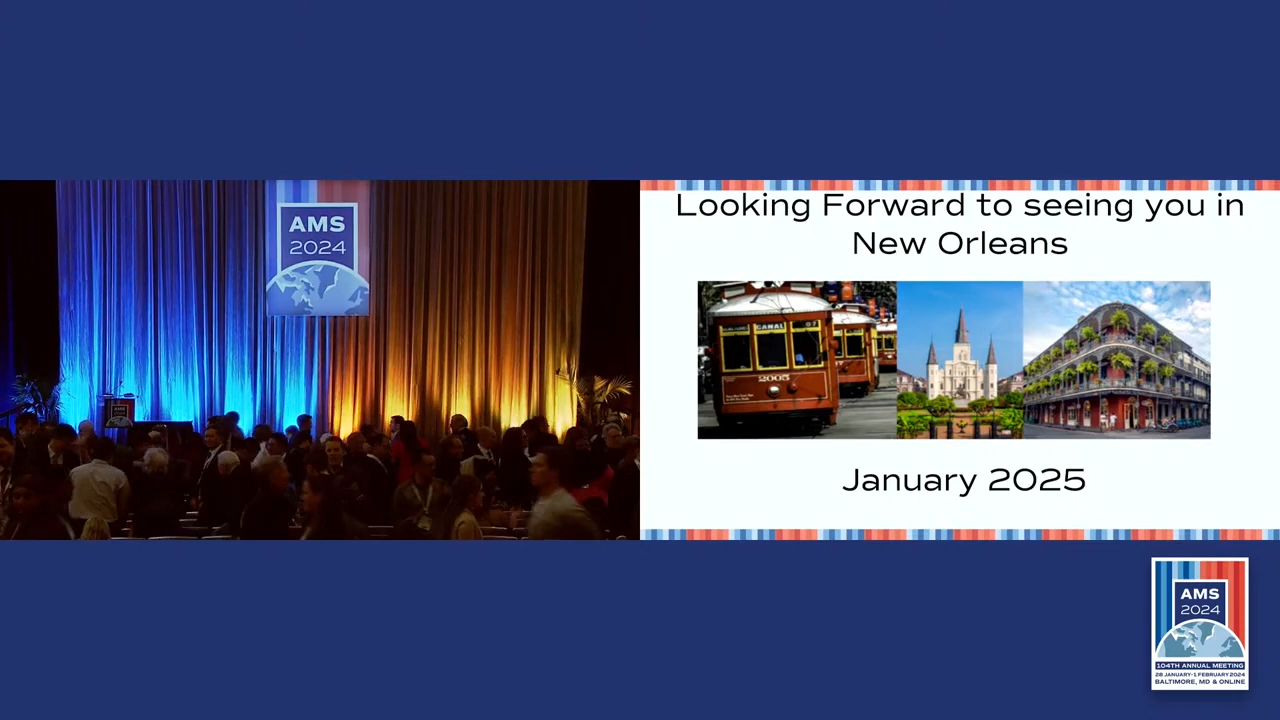 AMS
2024
Looking Forward to seeing you in
New Orleans
CANAL
97
2005
January 2025
AMS
2024
104TH ANNUAL MEETING
28 JANUARY-1 FEBRUARY 2024
BALTIMORE, MD & ONLINE